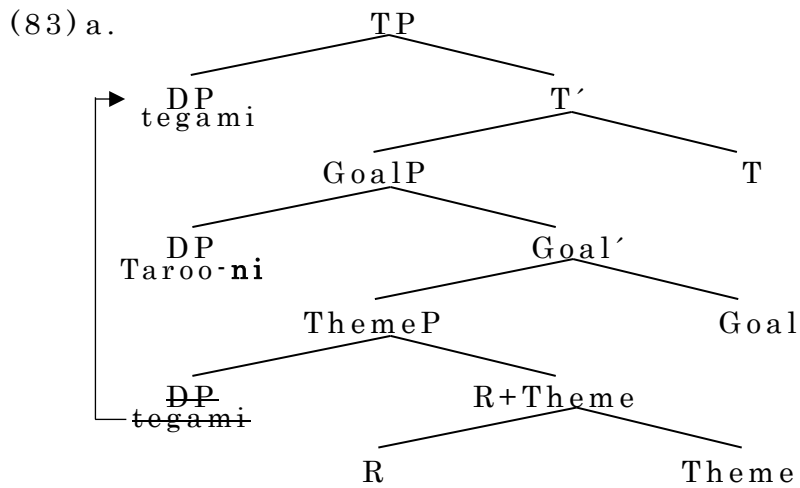 (83) a. TP
DP T´
tegami
GoalP T
DP Goal´
Taroo-ni
ThemeP Goal
DP R+Theme
tegami
R Theme